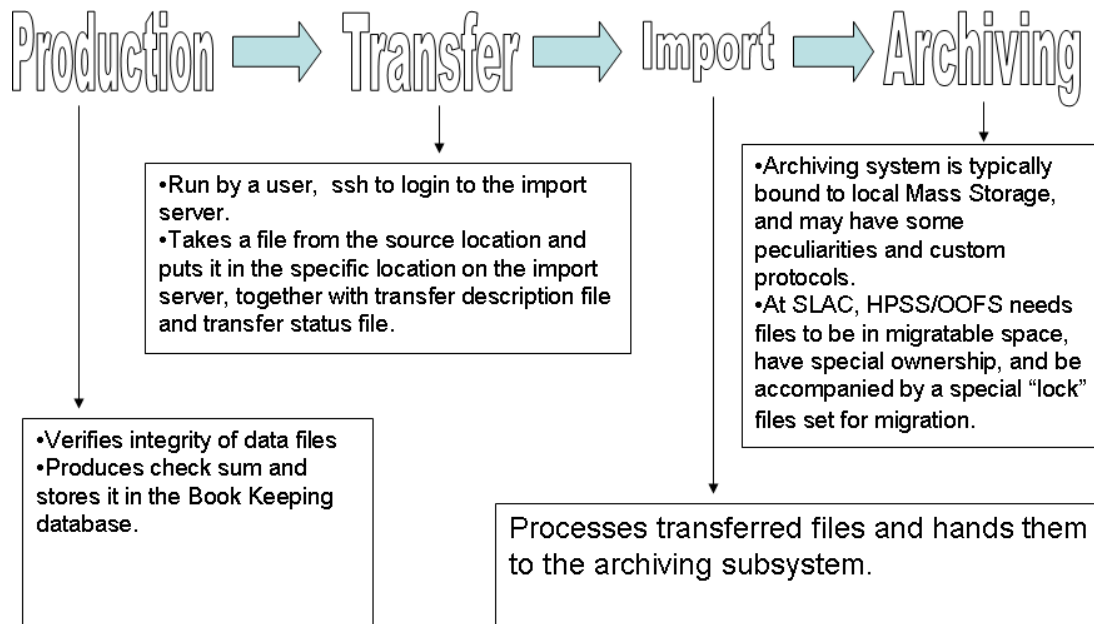 Production Transfer Import Archiving
•Run by a user, ssh to login to the import
server.
•Takes a file from the source location and
puts it in the specific location on the import
server, together with transfer description file
and transfer status file.
•Archiving system is typically
bound to local Mass Storage,
and may have some
peculiarities and custom
protocols.
•At SLAC, HPSS/OOFS needs
files to be in migratable space,
have special ownership, and be
accompanied by a special “lock”
files set for migration.
•Verifies integrity of data files
•Produces check sum and
stores it in the Book Keeping
database.
Processes transferred files and hands them
to the archiving subsystem.